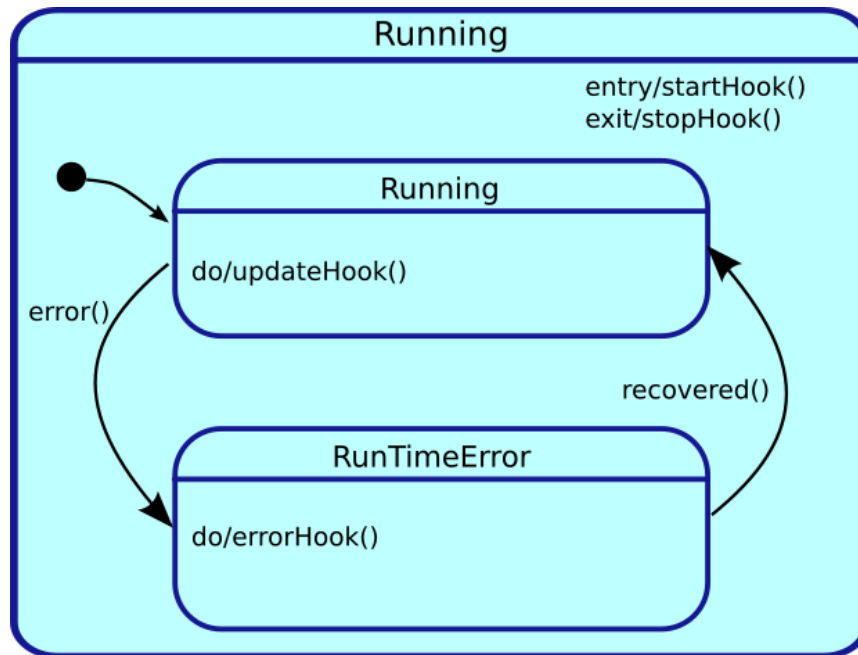 Running
entry/startHook()
exit/stopHook()
Running
do/updateHook()
error()
recovered()
RunTimeError
do/errorHook()